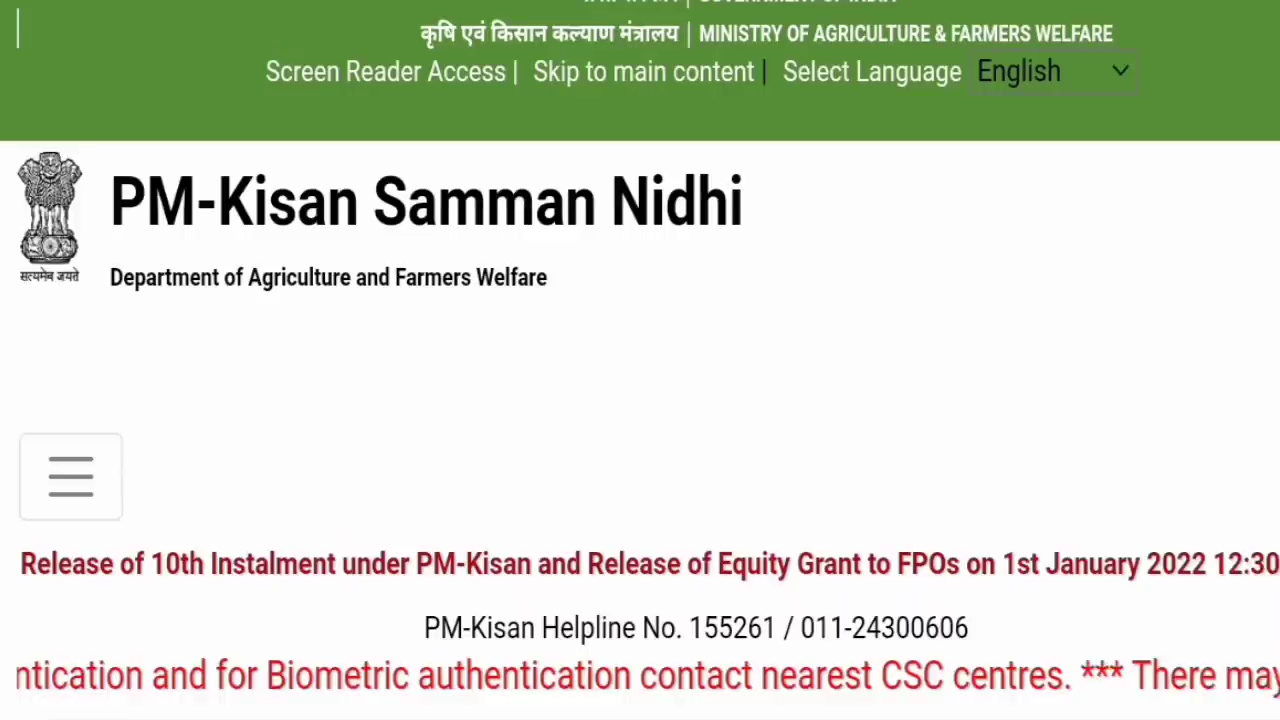 कृषि एवं किसान कल्याण मंत्रालय | MINISTRY OF AGRICULTURE & FARMERS WELFARE
Screen Reader Access | Skip to main content | Select Language English
PM-Kisan Samman Nidhi
सत्यमेव जयते
Department of Agriculture and Farmers Welfare
Release of 10th Instalment under PM-Kisan and Release of Equity Grant to FPOs on 1st January 2022 12:30
PM-Kisan Helpline No. 155261 / 011-24300606
ntication and for Biometric authentication contact nearest CSC centres. *** There may